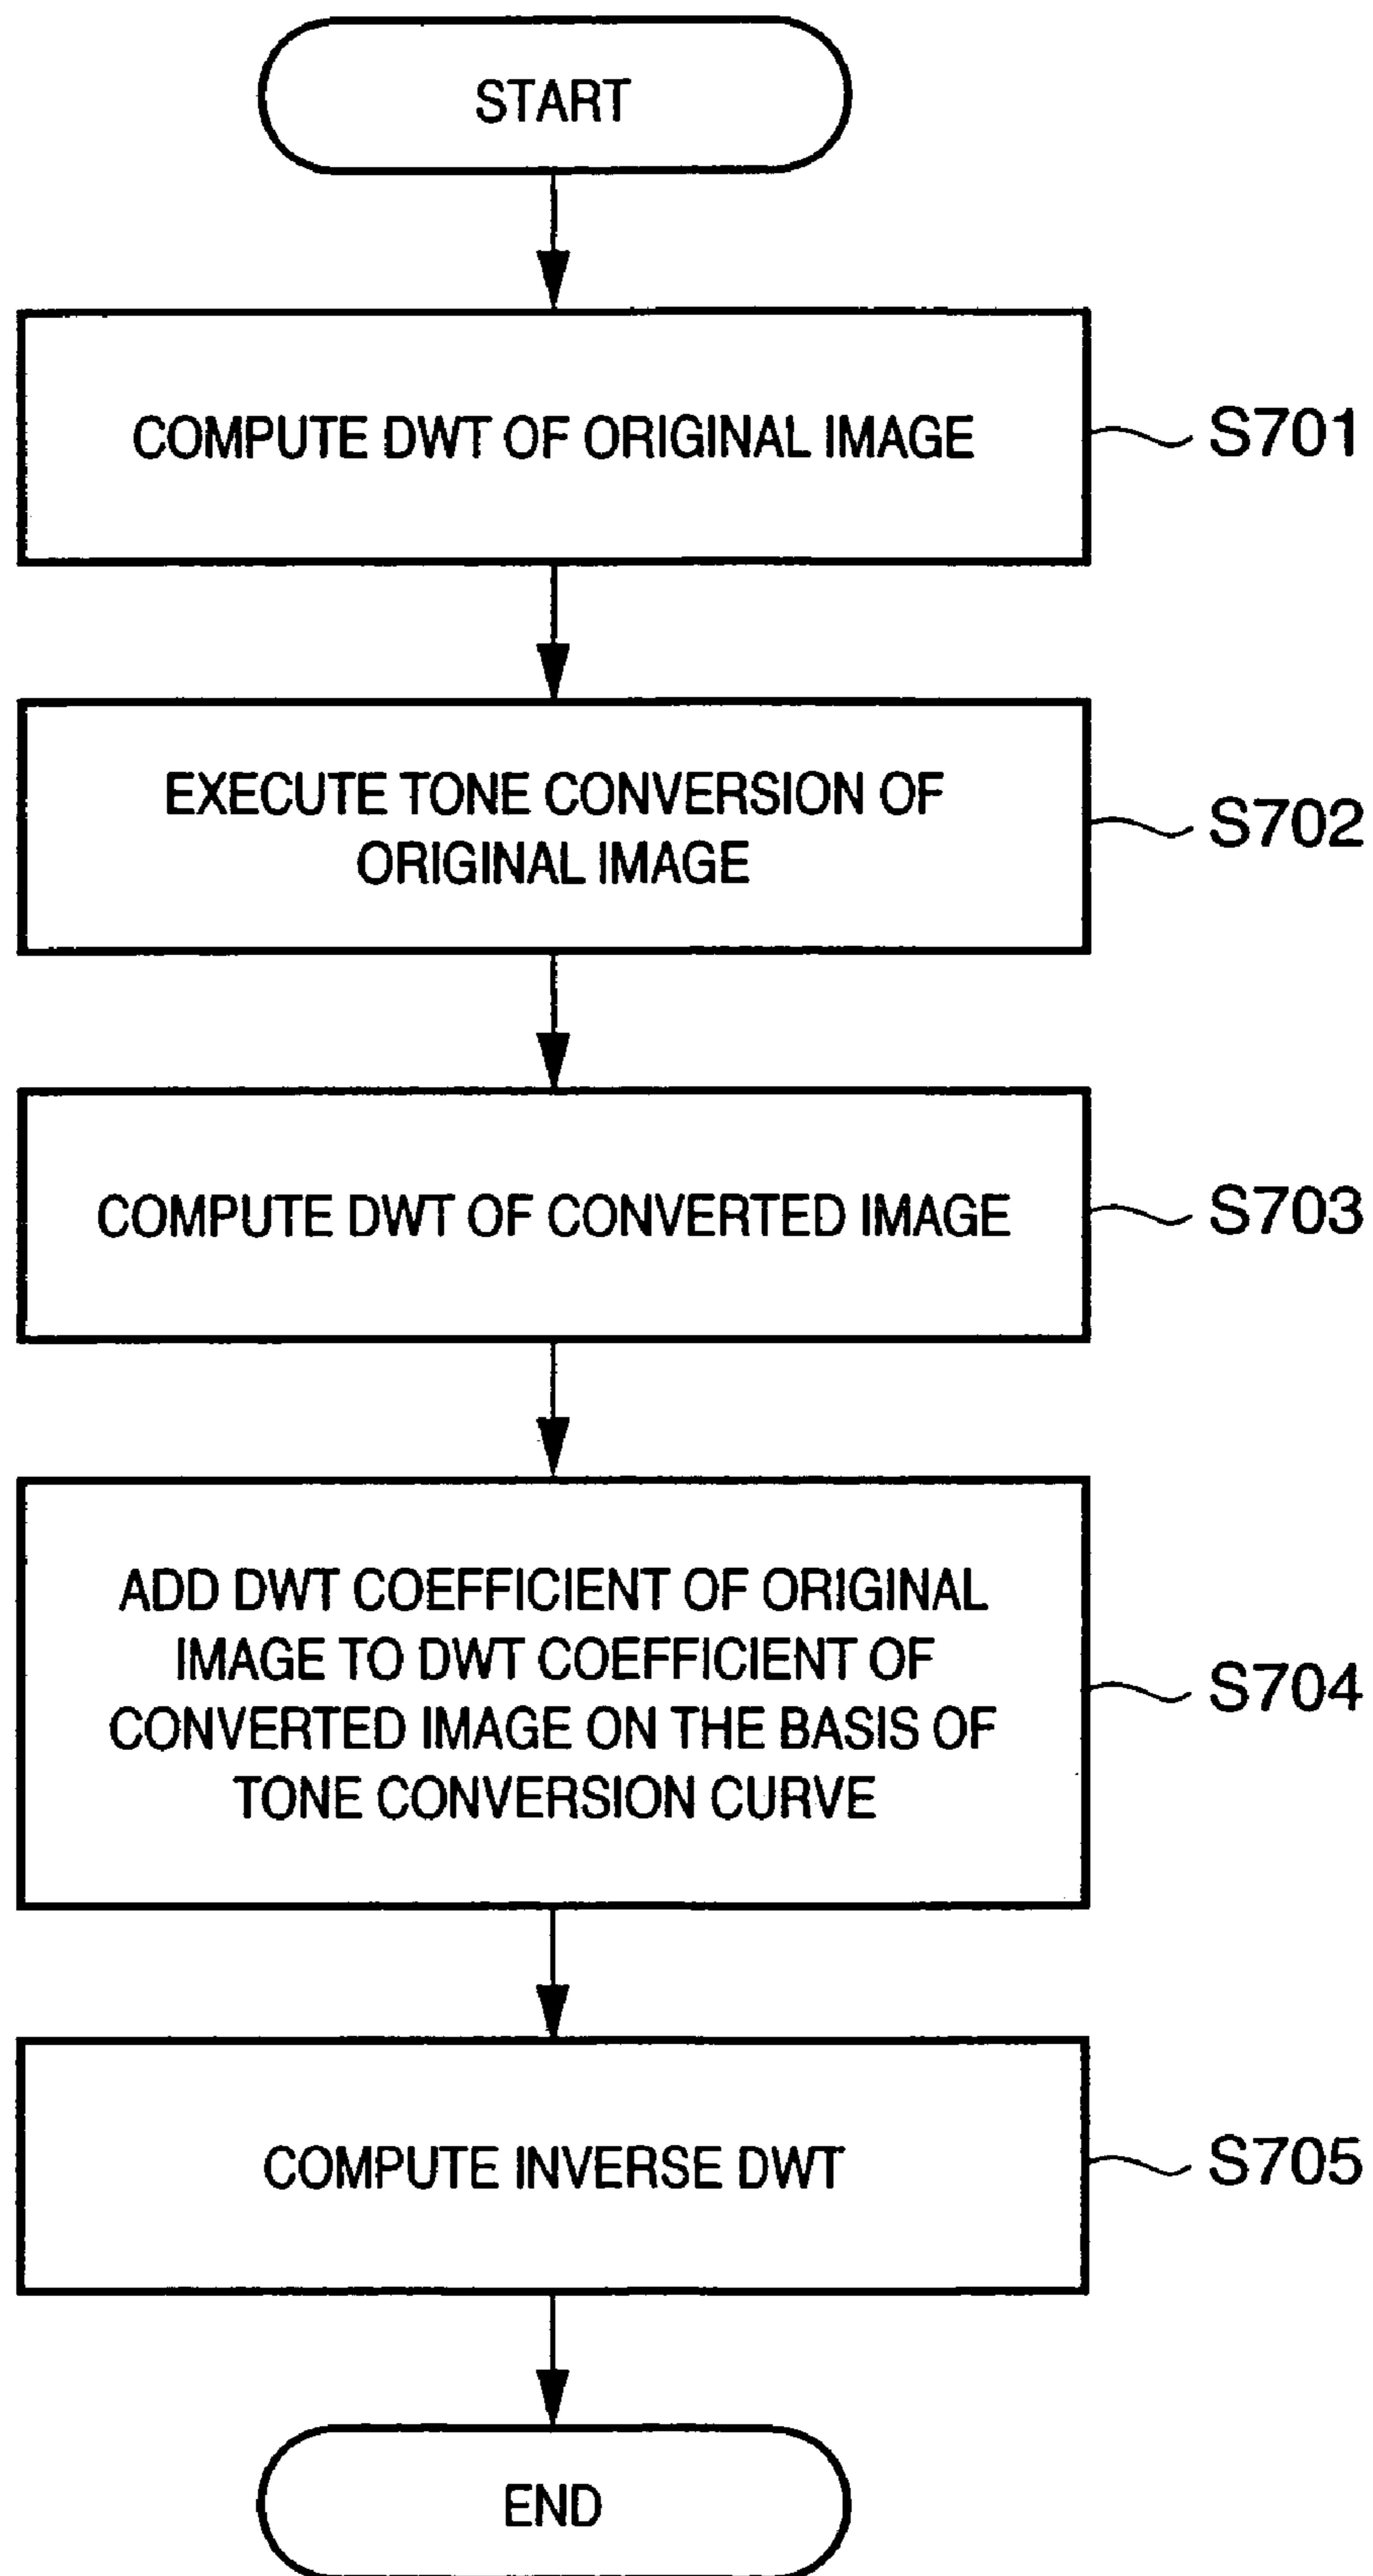 START
COMPUTE DWT OF ORIGINAL IMAGE
S701
EXECUTE TONE CONVERSION OF
ORIGINAL IMAGE
S702
COMPUTE DWT OF CONVERTED IMAGE
S703
ADD DWT COEFFICIENT OF ORIGINAL
IMAGE TO DWT COEFFICIENT OF
CONVERTED IMAGE ON THE BASIS OF
TONE CONVERSION CURVE
S704
COMPUTE INVERSE DWT
S705
END